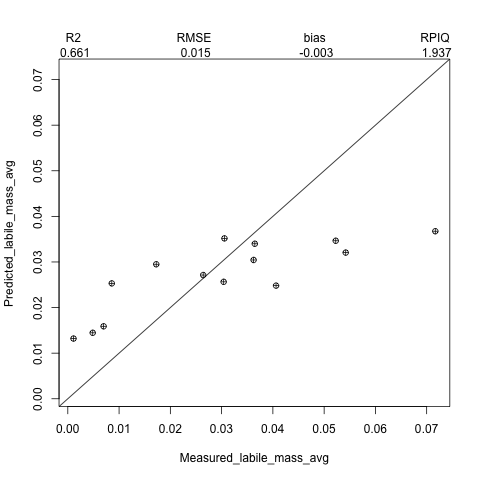 R2 RMSE bias RPIQ
0.661 0.015 -0.003 1.937
Predicted_labile_mass_avg
0.07
0.06
0.05
0.04
0.03
0.02
0.01
0.00
0.00 0.01 0.02 0.03 0.04 0.05 0.06 0.07
Measured_labile_mass_avg